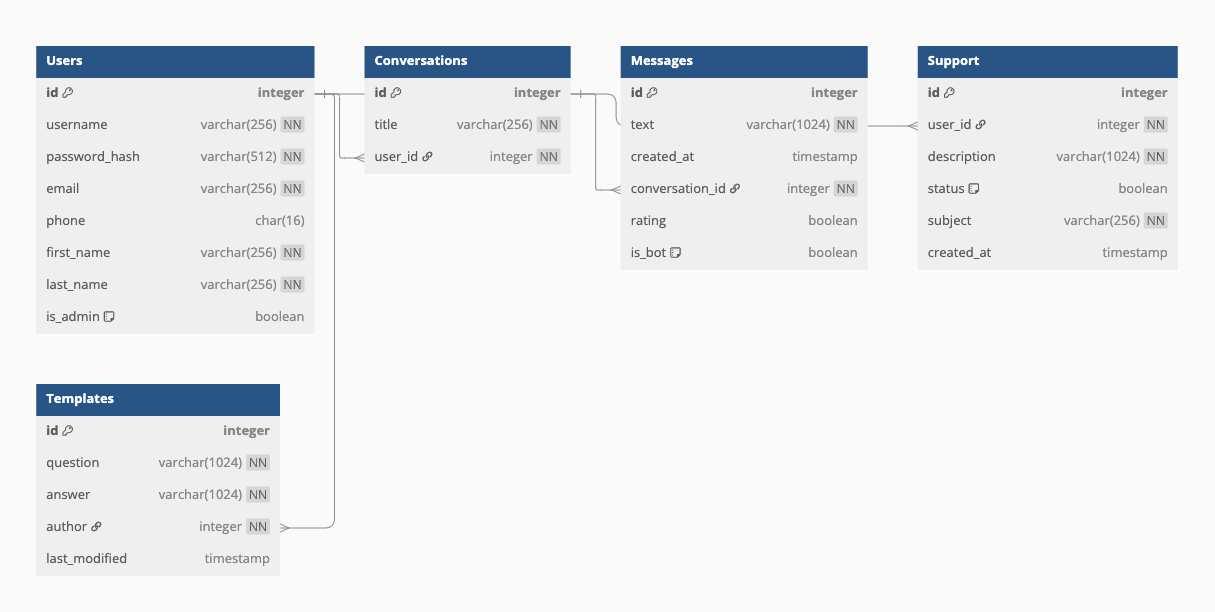 Users
id integer
username varchar(256) NN
password_hash varchar(512) NN
email varchar(256) NN
phone char(16)
first_name varchar(256) NN
last_name varchar(256) NN
is_admin boolean
Conversations
id integer
title varchar(256) NN
user_id integer NN
Messages
id integer
text varchar(1024) NN
created_at timestamp
conversation_id integer NN
rating boolean
is_bot boolean
Support
id integer
user_id integer NN
description varchar(1024) NN
status boolean
subject varchar(256) NN
created_at timestamp
Templates
id integer
question varchar(1024) NN
answer varchar(1024) NN
author integer NN
last_modified timestamp